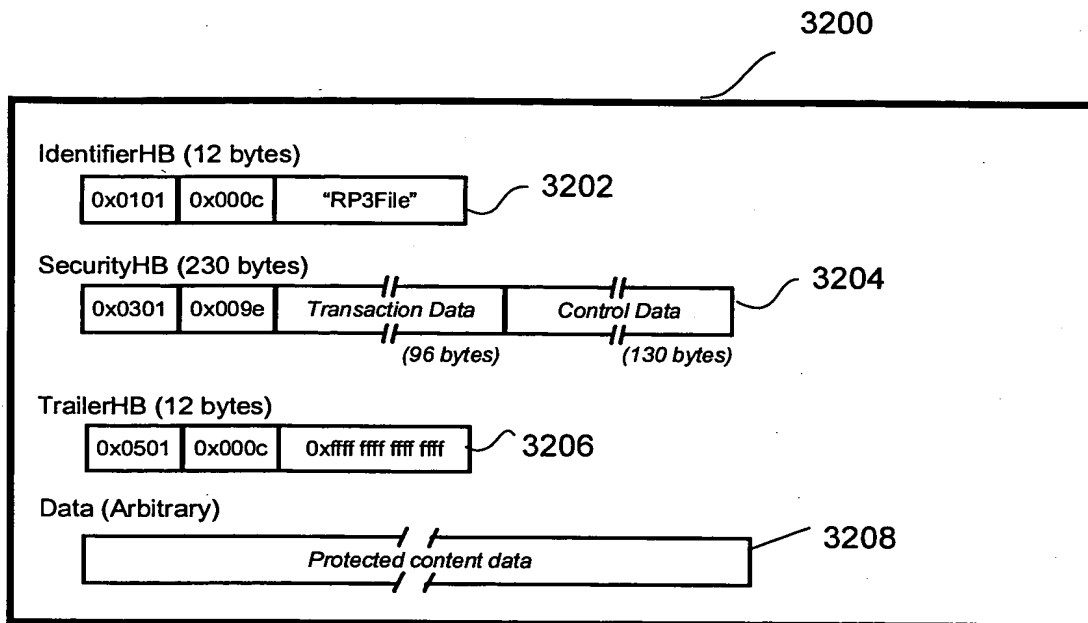 3200
IdentifierHB (12 bytes)
0x0101 0x000c "RP3File" 3202
SecurityHB (230 bytes)
0x0301 0x009e Transaction Data Control Data 3204
(96 bytes) (130 bytes)
TrailerHB (12 bytes)
0x0501 0x000c 0xffff ffff ffff ffff 3206
Data (Arbitrary)
Protected content data 3208